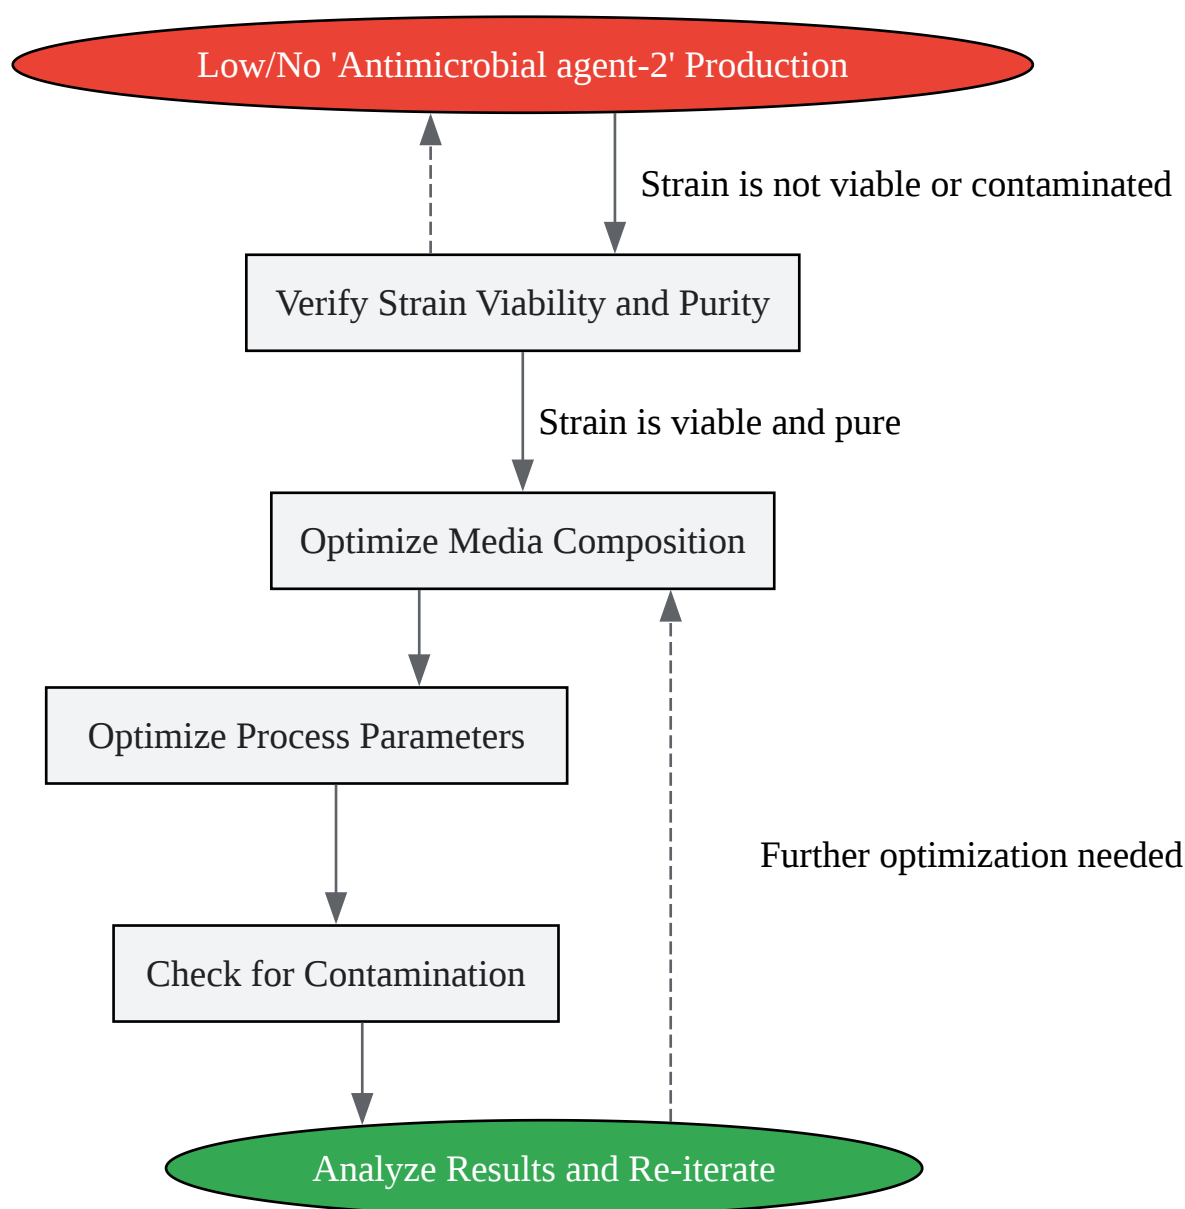 Low/No 'Antimicrobial agent-2' Production
Strain is not viable or contaminated
Verify Strain Viability and Purity
Strain is viable and pure
Optimize Media Composition
Optimize Process Parameters
Further optimization needed
Check for Contamination
Analyze Results and Re-iterate